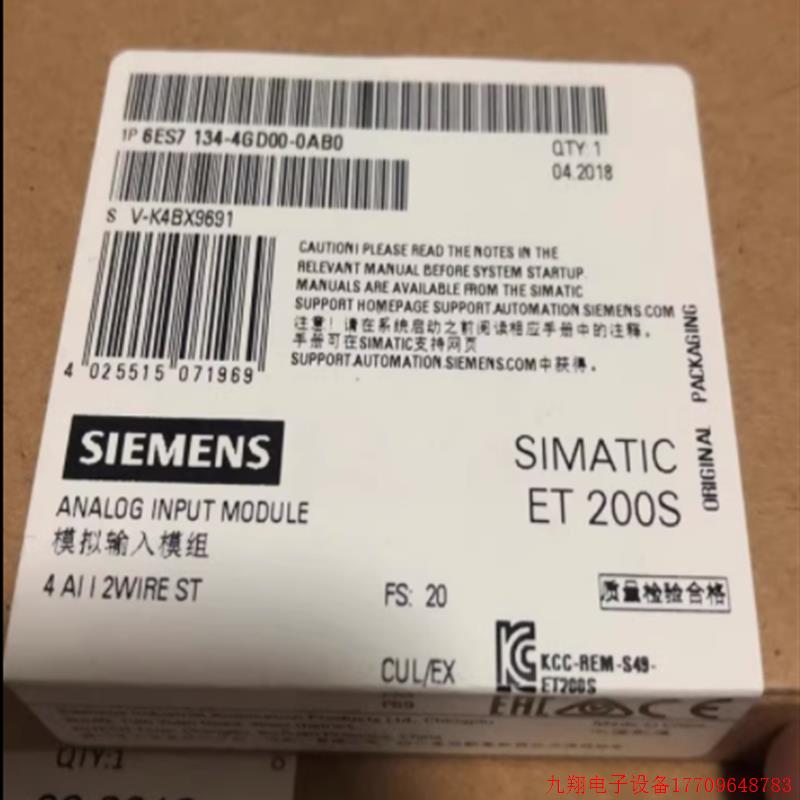 1P 6ES7 134-4GD00-0AB0
QTY: 1
04.2018
S V-K4BX9691
CAUTION! PLEASE READ THE NOTES IN THE
RELEVANT MANUAL BEFORE SYSTEM STARTUP.
MANUALS ARE AVAILABLE FROM THE SIMATIC
SUPPORT HOMEPAGE SUPPORT.AUTOMATION.SIEMENS.COM
注意！请在系统启动之前阅读相应手册中的注释。
手册可在SIMATIC支持网页
SUPPORT.AUTOMATION.SIEMENS.COM中获得。
4 025515 071969
ORIGINAL PACKAGING
SIEMENS
SIMATIC
ET 200S
ANALOG INPUT MODULE
模拟输入模组
4 AI I 2WIRE ST
FS: 20
质量检验合格
CUL/EX
KCC-REM-S49-
ET200S
EAC CE
QTY:1
九翔电子设备17709648783